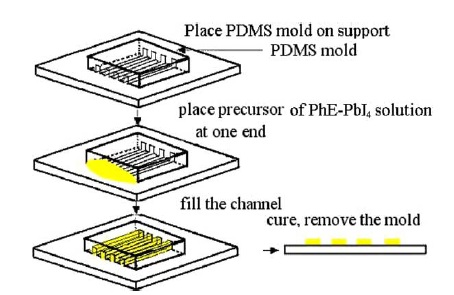 Place PDMS mold on support
PDMS mold
place precursor of PhE-PbI₄ solution
at one end
fill the channel
cure, remove the mold